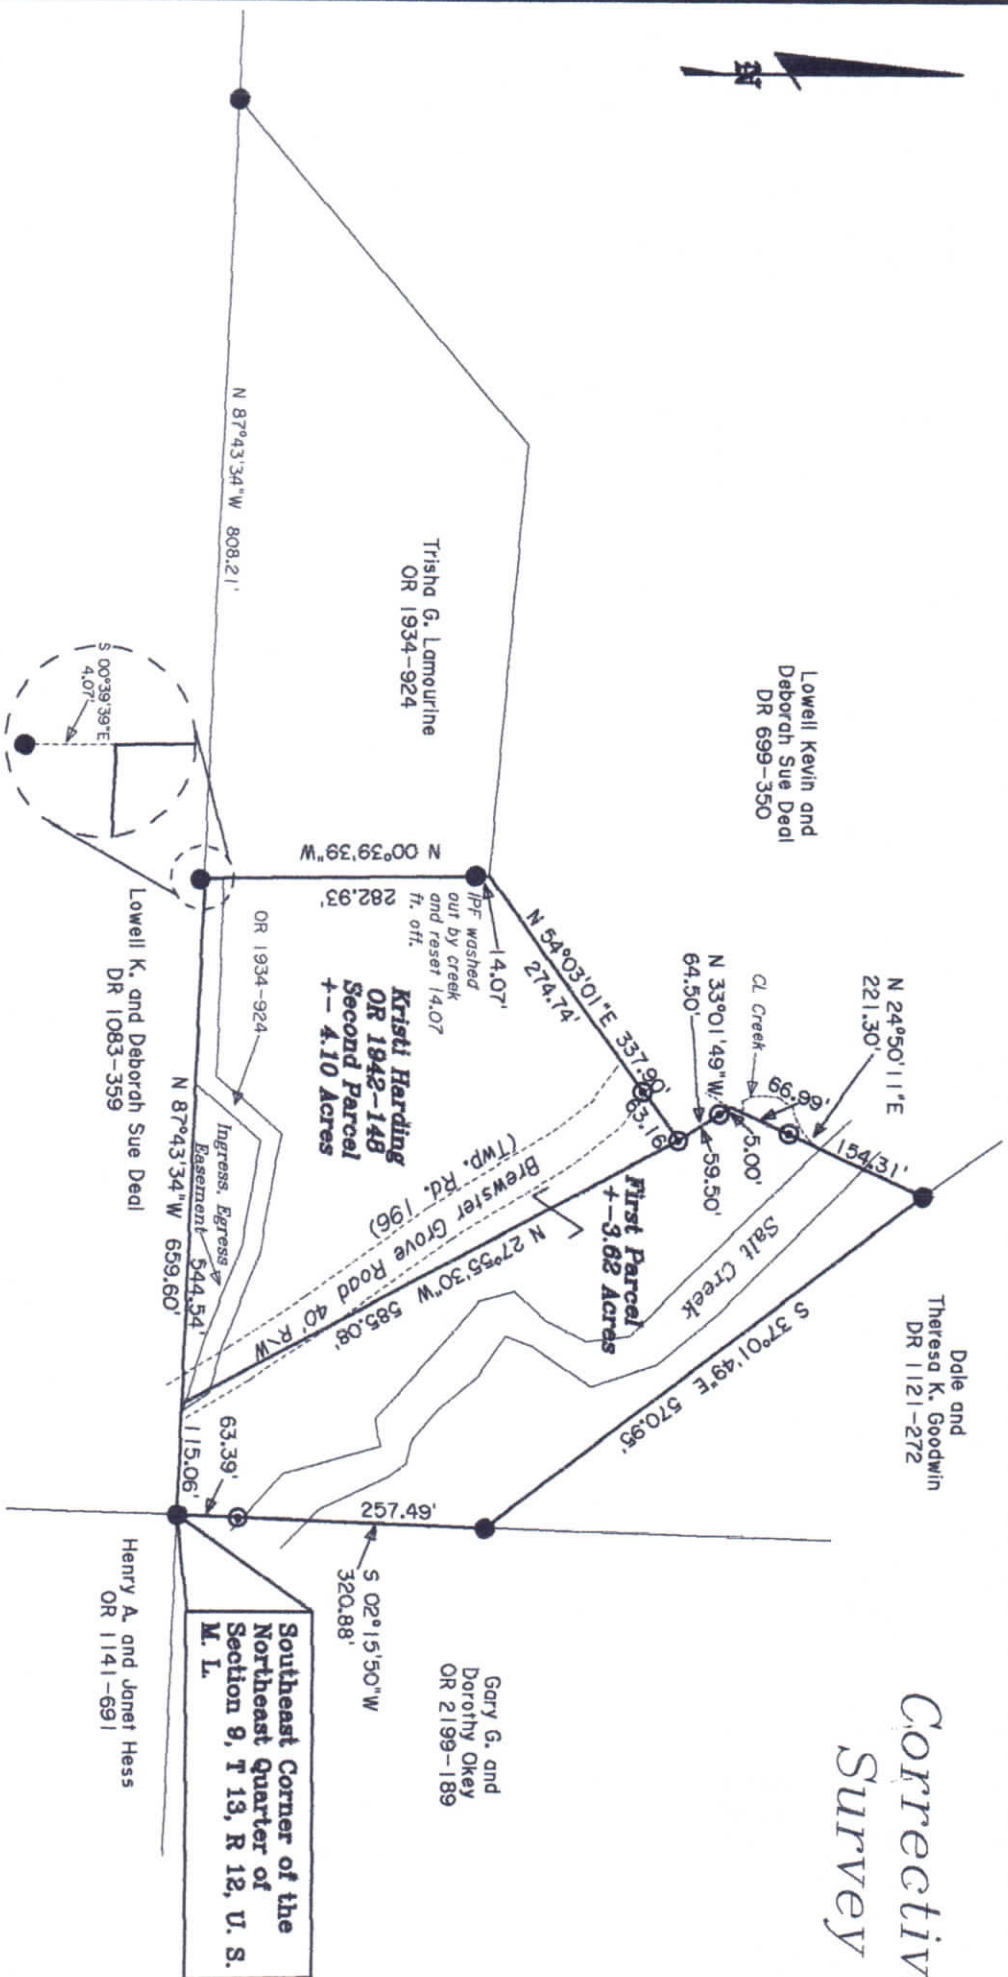 Correctiv
Survey
N
Lowell Kevin and
Deborah Sue Deal
DR 699-350
N 24°50'11"E
221.30'
Dale and
Theresa K. Goodwin
DR 1121-272
CL Creek
66.99'
154.31'
N 33°01'49"W
64.50'
5.00'
59.50'
Salt Creek
S 37°01'49"E 570.95'
N 54°03'01"E 337.90'
274.74'
63.16'
14.07'
IPF washed
out by creek
and reset 14.07
ft. off.
First Parcel
+-3.62 Acres
Trisha G. Lamourine
OR 1934-924
N 00°39'39"W
282.93'
Kristi Harding
OR 1942-148
Second Parcel
+- 4.10 Acres
Brewster Grove Road 40' R\W
(Twp. Rd. 196)
N 27°55'30"W 585.08'
257.49'
S 02°15'50"W
320.88'
Gary G. and
Dorothy Okey
OR 2199-189
N 87°43'34"W 808.21'
OR 1934-924
Ingress, Egress
Easement
544.54'
63.39'
115.06'
N 87°43'34"W 659.60'
S 00°39'39"E
4.07'
Lowell K. and Deborah Sue Deal
DR 1083-359
Henry A. and Janet Hess
OR 1141-691
Southeast Corner of the
Northeast Quarter of
Section 9, T 13, R 12, U. S.
M. L.